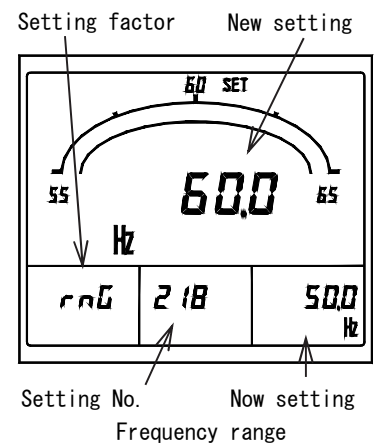 Setting factor New setting
60 SET
55 60.0 65
Hz
rnG 218 50.0
Hz
Setting No. Now setting
Frequency range